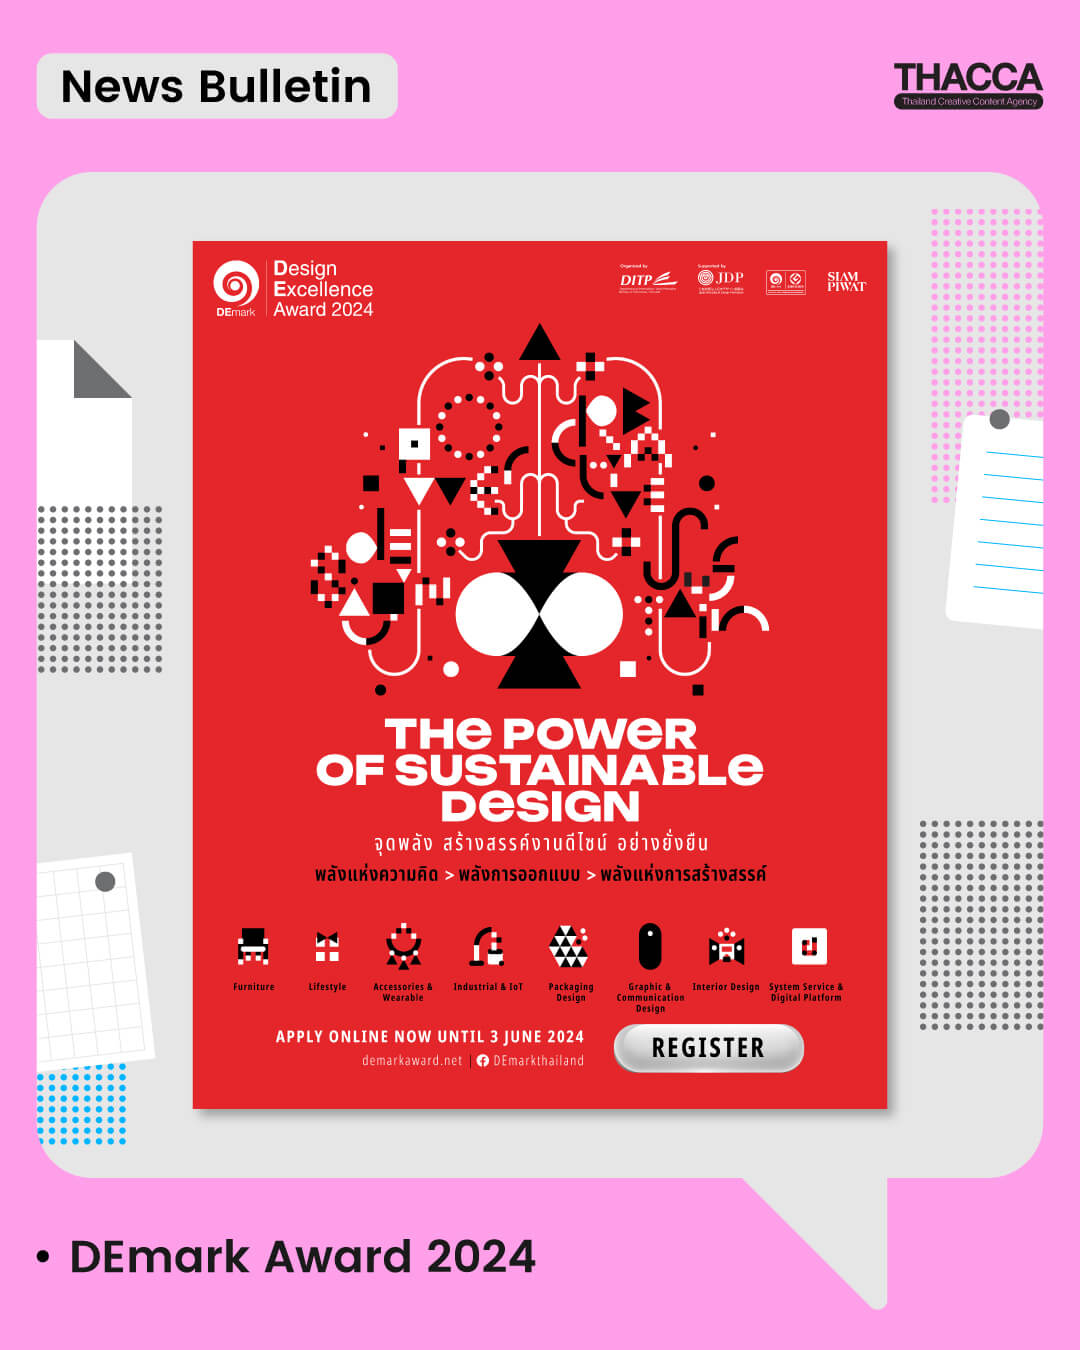 News Bulletin
THACCA
Thailand Creative Content Agency
DEmark
Design
Excellence
Award 2024
Organized by
DITP
Supported by
JDP
SIAM
PIWAT
THe POWeR
OF SUSTAINABLe
DeSIGN
จุดพลัง สร้างสรรค์งานดีไซน์ อย่างยั่งยืน
พลังแห่งความคิด > พลังการออกแบบ > พลังแห่งการสร้างสรรค์
Furniture
Lifestyle
Accessories &
Wearable
Industrial & IoT
Packaging
Design
Graphic &
Communication
Design
Interior Design
System Service &
Digital Platform
APPLY ONLINE NOW UNTIL 3 JUNE 2024
demarkaward.net | DEmarkthailand
REGISTER
• DEmark Award 2024